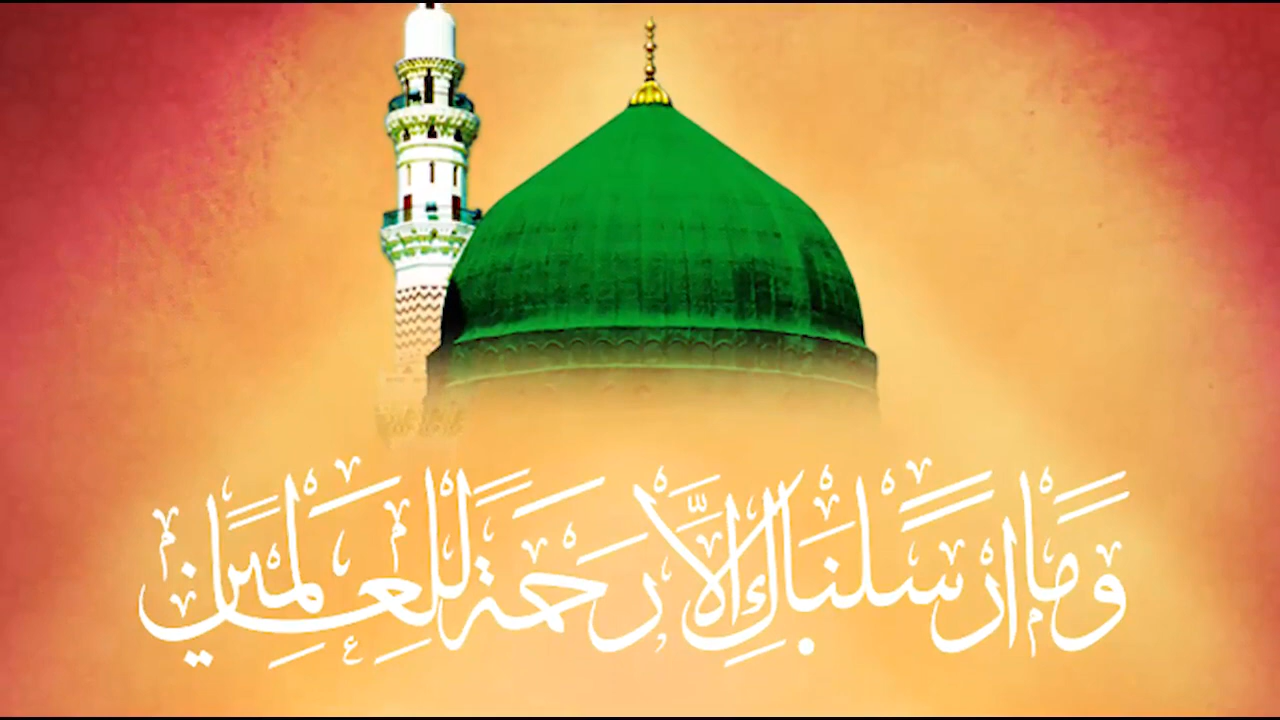 وَمَا اَرْسَلْنَاكَ اِلَّا رَحْمَةً لِلْعَالَمِينَ